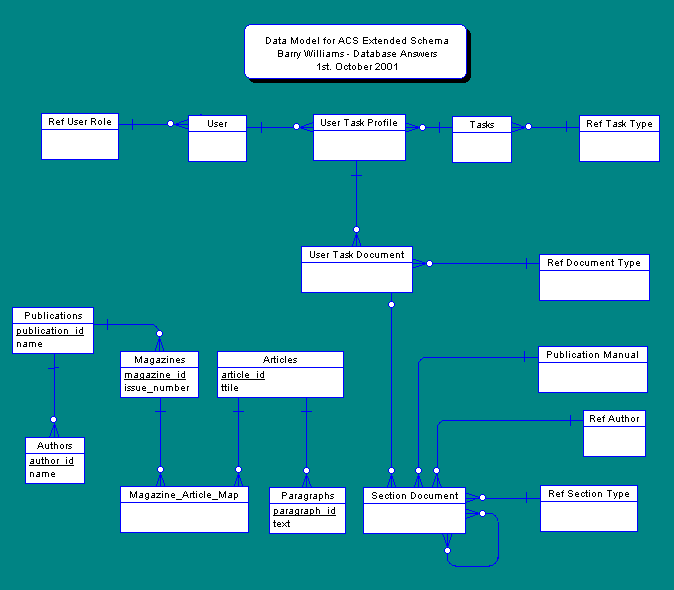 Data Model for ACS Extended Schema
Barry Williams - Database Answers
1st. October 2001
Ref User Role
User
User Task Profile
Tasks
Ref Task Type
User Task Document
Ref Document Type
Publications
publication_id
name
Magazines
magazine_id
issue_number
Articles
article_id
ttile
Publication Manual
Ref Author
Authors
author_id
name
Magazine_Article_Map
Paragraphs
paragraph_id
text
Section Document
Ref Section Type